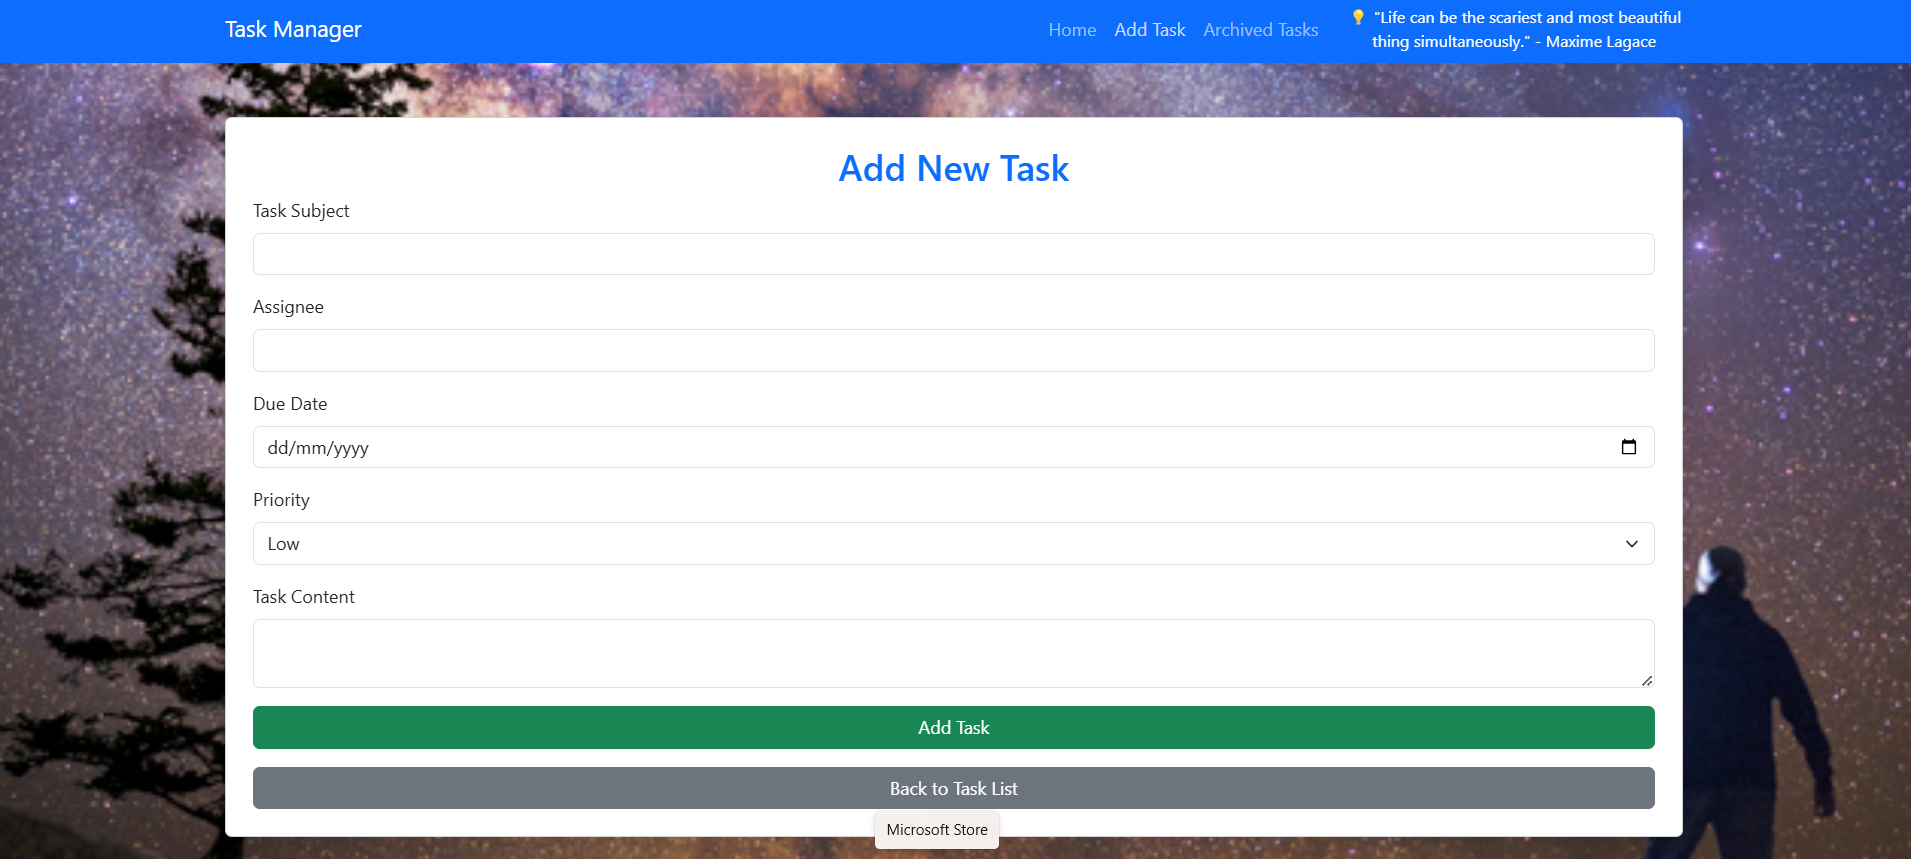 Task Manager
Home Add Task Archived Tasks
💡 "Life can be the scariest and most beautiful
thing simultaneously." - Maxime Lagace
Add New Task
Task Subject
Assignee
Due Date
dd/mm/yyyy
Priority
Low
Task Content
Add Task
Back to Task List
Microsoft Store